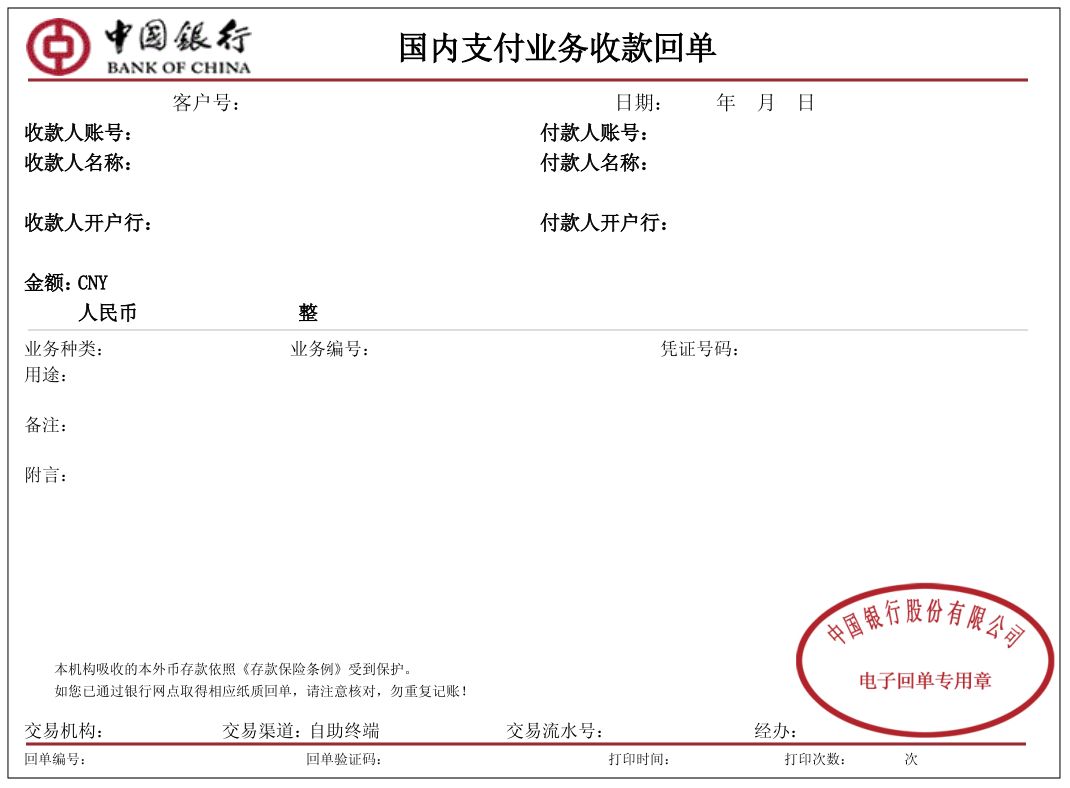 中国银行
BANK OF CHINA
国内支付业务收款回单
客户号： 日期： 年 月 日
收款人账号： 付款人账号：
收款人名称： 付款人名称：
收款人开户行： 付款人开户行：
金额：CNY
人民币 整
业务种类： 业务编号： 凭证号码：
用途：
备注：
附言：
中国银行股份有限公司
电子回单专用章
本机构吸收的本外币存款依照《存款保险条例》受到保护。
如您已通过银行网点取得相应纸质回单，请注意核对，勿重复记账！
交易机构： 交易渠道：自助终端 交易流水号： 经办：
回单编号： 回单验证码： 打印时间： 打印次数： 次